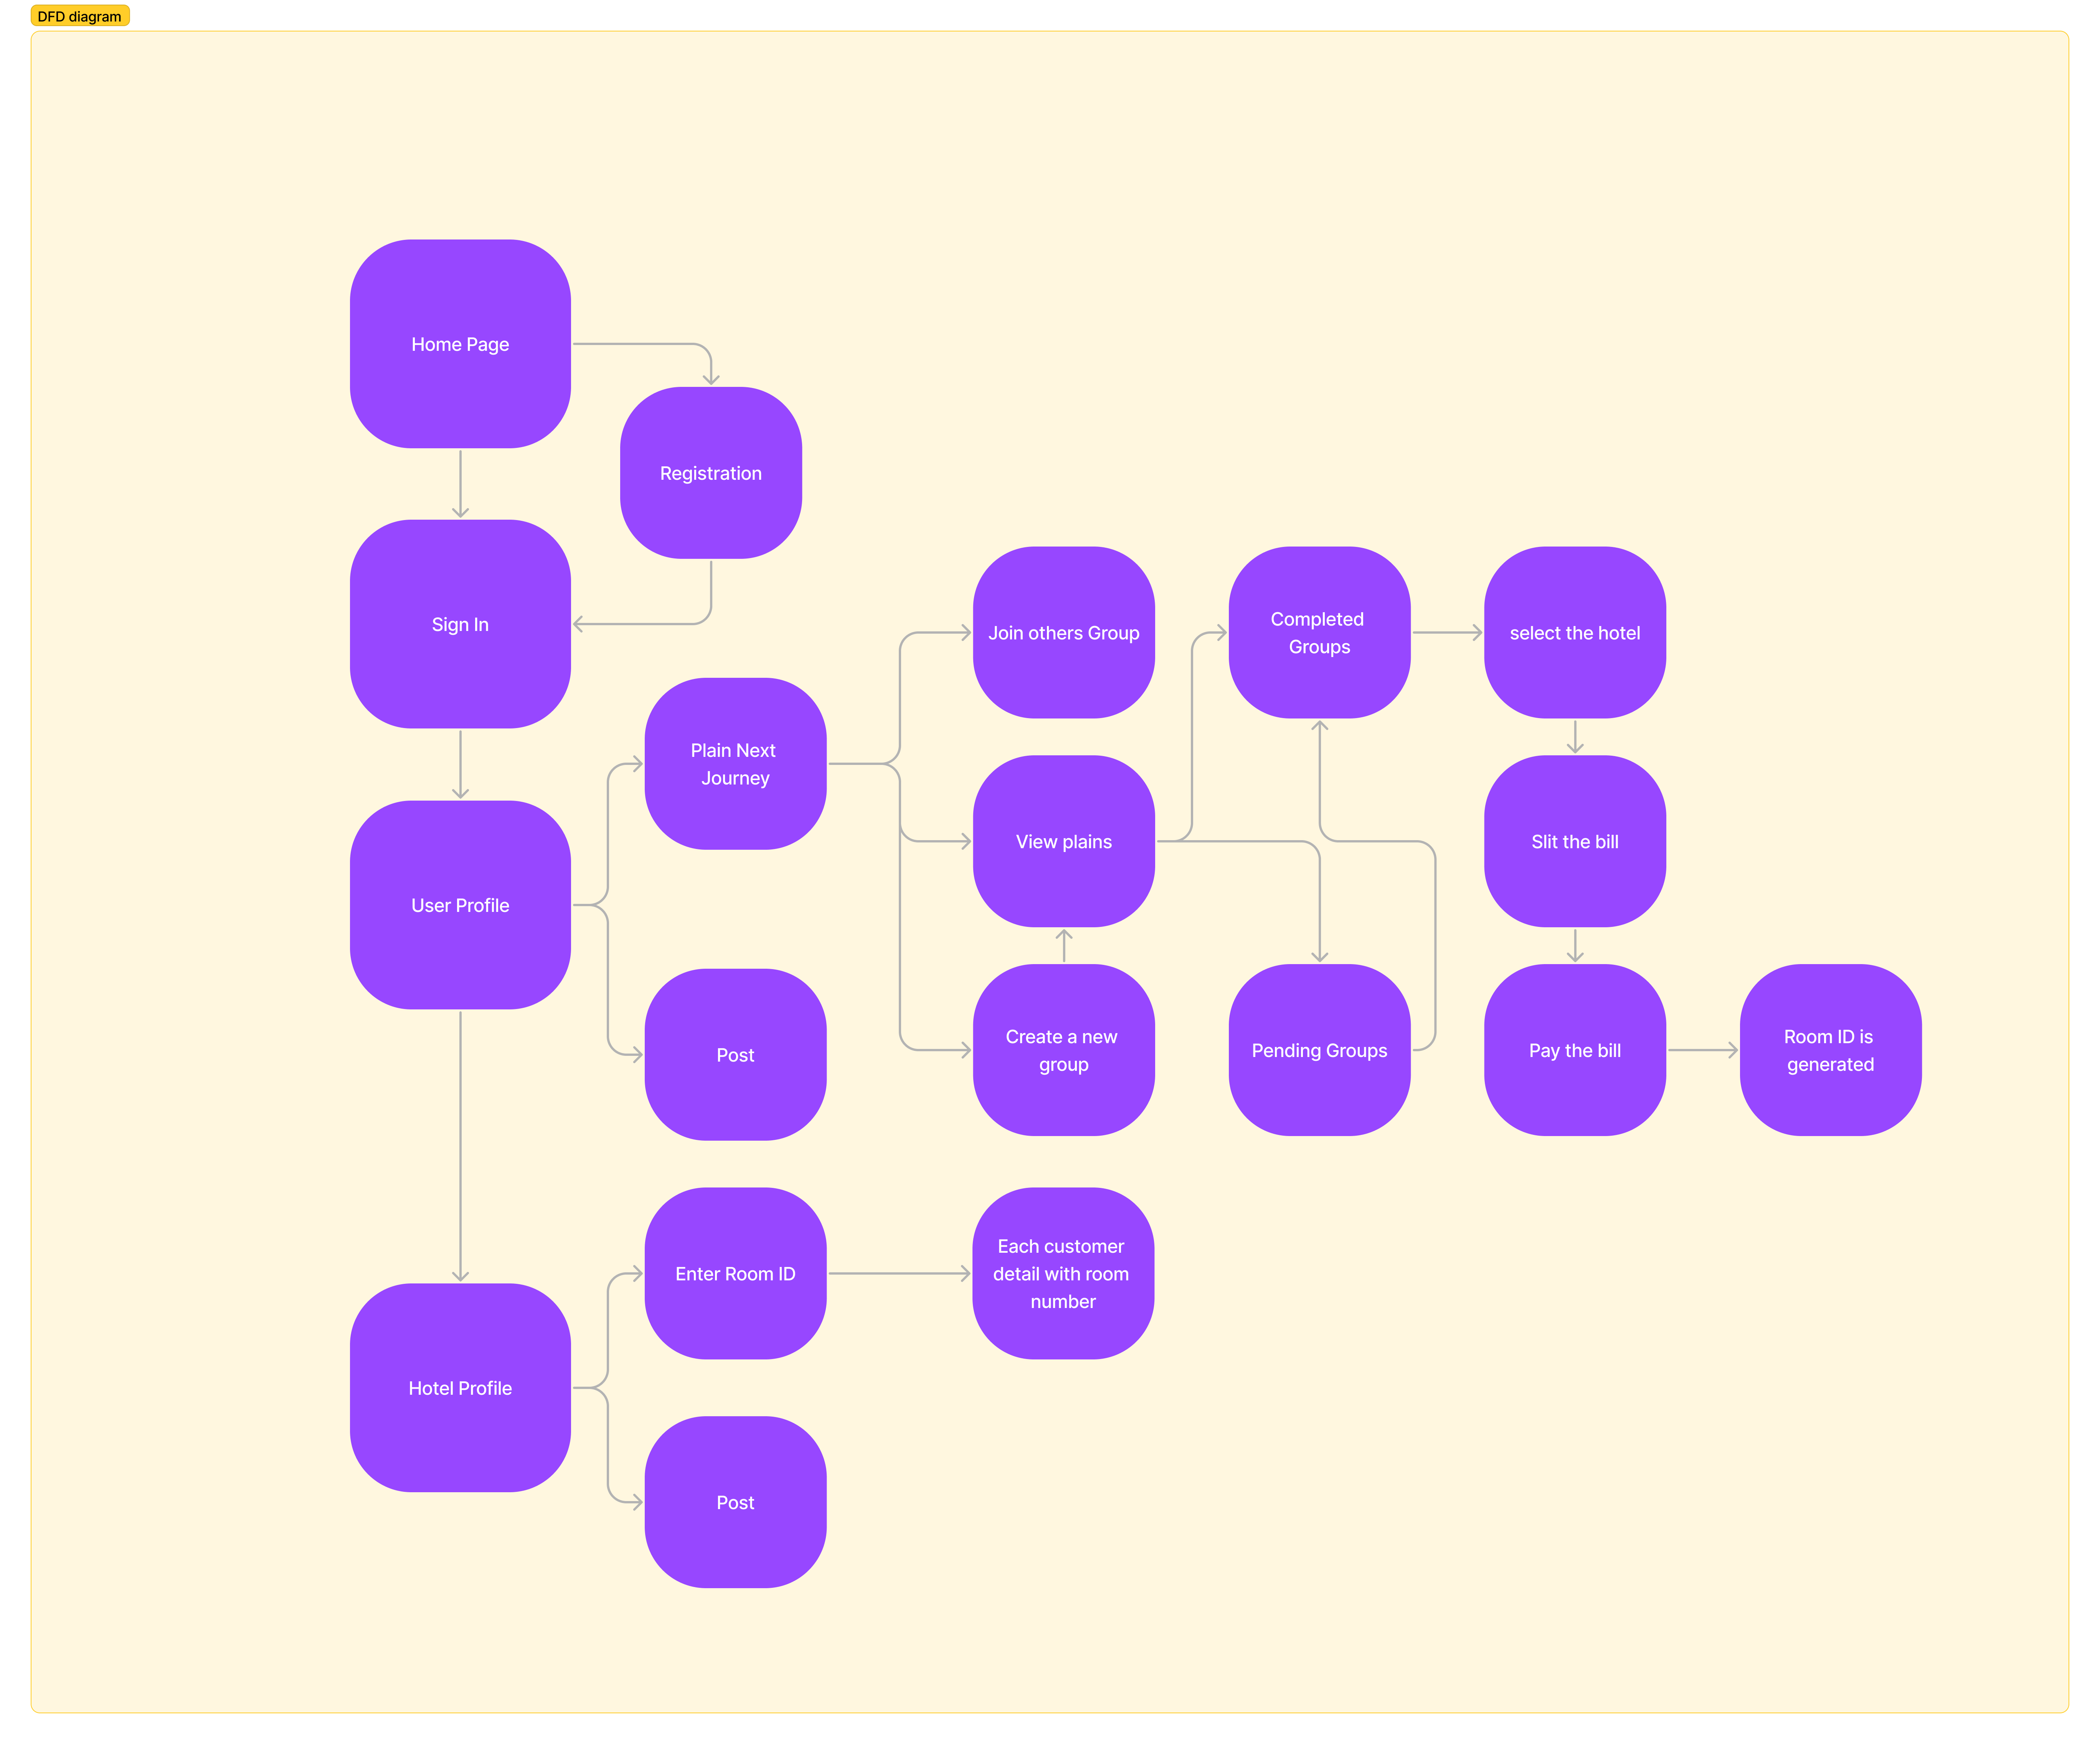 DFD diagram
Home Page
Registration
Sign In
Join others Group
Completed
Groups
select the hotel
Plain Next
Journey
View plains
Slit the bill
User Profile
Post
Create a new
group
Pending Groups
Pay the bill
Room ID is
generated
Enter Room ID
Each customer
detail with room
number
Hotel Profile
Post